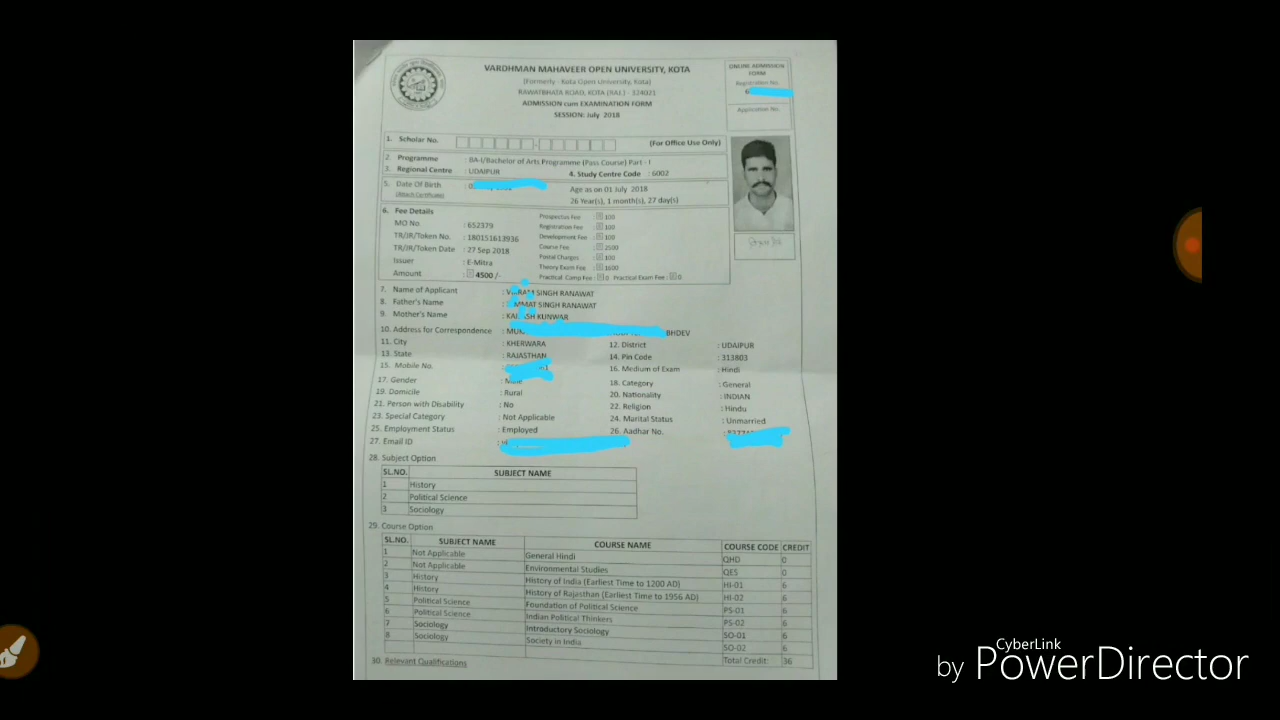 VARDHMAN MAHAVEER OPEN UNIVERSITY, KOTA
(Formerly - Kota Open University, Kota)
RAWATBHATA ROAD, KOTA (RAJ.) - 324021
ADMISSION cum EXAMINATION FORM
SESSION: July 2018
ONLINE ADMISSION FORM
Registration No.
6
Application No.
1. Scholar No. - (For Office Use Only)
2. Programme : BA-I/Bachelor of Arts Programme (Pass Course) Part - I
3. Regional Centre : UDAIPUR 4. Study Centre Code : 6002
5. Date Of Birth : 0 Age as on 01 July 2018
(Attach Certificates) 26 Year(s), 1 month(s), 27 day(s)
6. Fee Details
MO No. : 652379
TR/JR/Token No. : 180151613936
TR/JR/Token Date : 27 Sep 2018
Issuer : E-Mitra
Amount : 4500 /-
Prospectus Fee : 100
Registration Fee : 100
Development Fee : 100
Course Fee : 2500
Postal Charges : 100
Theory Exam Fee : 1600
Practical Comp Fee : 0 Practical Exam Fee : 0
7. Name of Applicant : SINGH RANAWAT
8. Father's Name : SINGH RANAWAT
9. Mother's Name : KUNWAR
10. Address for Correspondence : BHDEV
11. City : KHERWARA 12. District : UDAIPUR
13. State : RAJASTHAN 14. Pin Code : 313803
15. Mobile No. : 16. Medium of Exam : Hindi
17. Gender : Male 18. Category : General
19. Domicile : Rural 20. Nationality : INDIAN
21. Person with Disability : No 22. Religion : Hindu
23. Special Category : Not Applicable 24. Marital Status : Unmarried
25. Employment Status : Employed 26. Aadhar No. :
27. Email ID :
28. Subject Option
SL.NO. SUBJECT NAME
1 History
2 Political Science
3 Sociology
29. Course Option
SL.NO. SUBJECT NAME COURSE NAME COURSE CODE CREDIT
1 Not Applicable General Hindi QHD 0
2 Not Applicable Environmental Studies QES 0
3 History History of India (Earliest Time to 1200 AD) HI-01 6
4 History History of Rajasthan (Earliest Time to 1956 AD) HI-02 6
5 Political Science Foundation of Political Science PS-01 6
6 Political Science Indian Political Thinkers PS-02 6
7 Sociology Introductory Sociology SO-01 6
8 Sociology Society in India SO-02 6
Total Credit: 36
30. Relevant Qualifications
by CyberLink PowerDirector